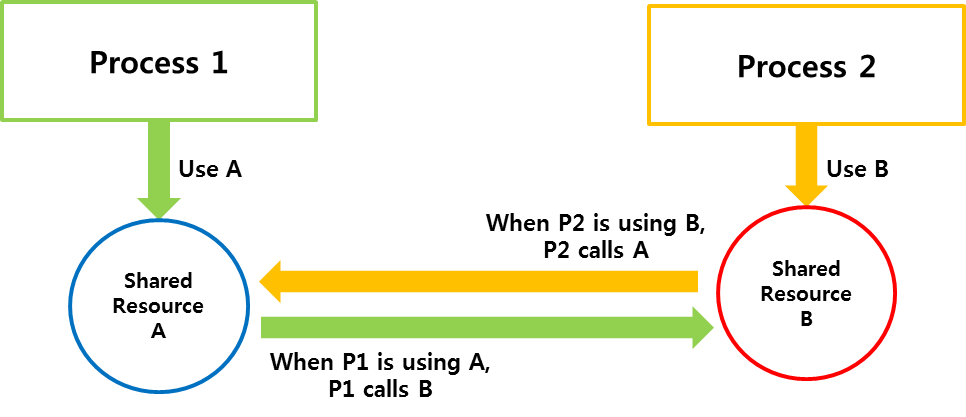 Process 1
Process 2
Use A
Use B
When P2 is using B,
P2 calls A
Shared
Resource
A
Shared
Resource
B
When P1 is using A,
P1 calls B